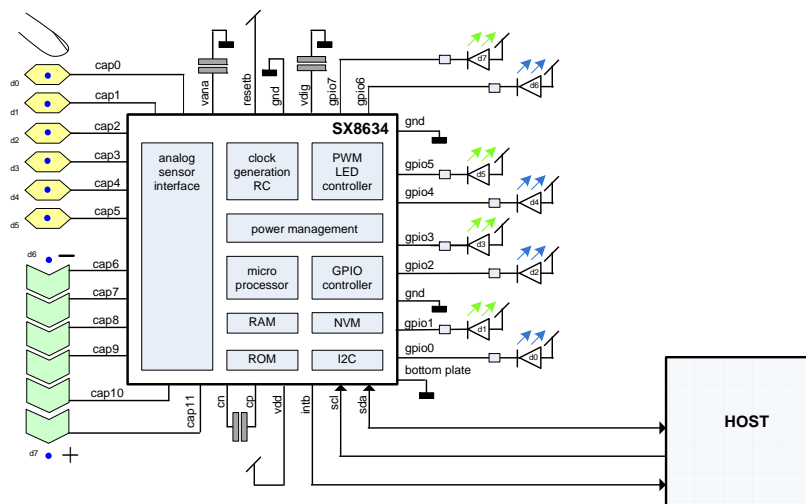 cap0
cap1
cap2
cap3
cap4
cap5
d0
d1
d2
d3
d4
d5
d6
−
cap6
cap7
cap8
cap9
cap10
cap11
d7
+
vana
resetb
gnd
vdig
gpio7
gpio6
d7
d6
SX8634
analog
sensor
interface
clock
generation
RC
PWM
LED
controller
power management
micro
processor
GPIO
controller
RAM
NVM
ROM
I2C
gnd
gpio5
d5
gpio4
d4
gpio3
d3
gpio2
d2
gnd
gpio1
d1
gpio0
d0
bottom plate
cn
cp
vdd
intb
scl
sda
HOST